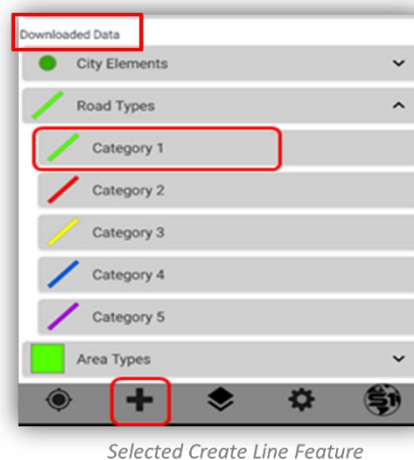 Downloaded Data
City Elements
Road Types
Category 1
Category 2
Category 3
Category 4
Category 5
Area Types
Selected Create Line Feature